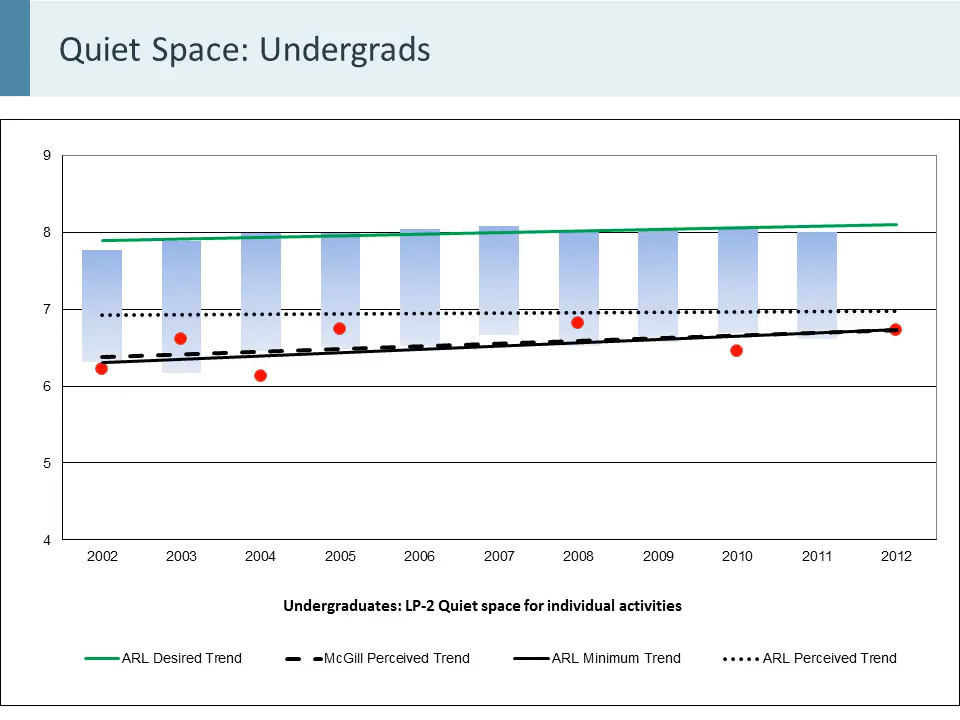 Quiet Space: Undergrads
9
8
7
6
5
4
2002 2003 2004 2005 2006 2007 2008 2009 2010 2011 2012
Undergraduates: LP-2 Quiet space for individual activities
ARL Desired Trend McGill Perceived Trend ARL Minimum Trend ARL Perceived Trend